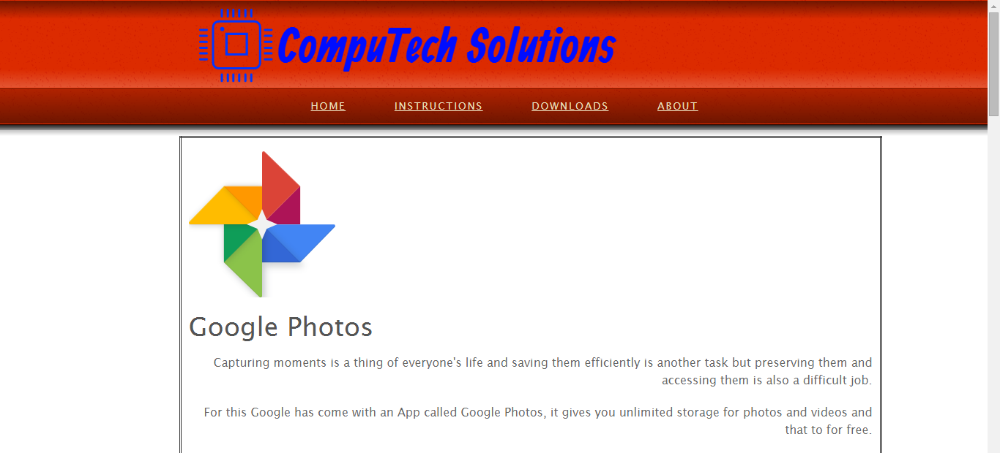 CompuTech Solutions
HOME INSTRUCTIONS DOWNLOADS ABOUT
Google Photos
Capturing moments is a thing of everyone's life and saving them efficiently is another task but preserving them and
accessing them is also a difficult job.
For this Google has come with an App called Google Photos, it gives you unlimited storage for photos and videos and
that to for free.